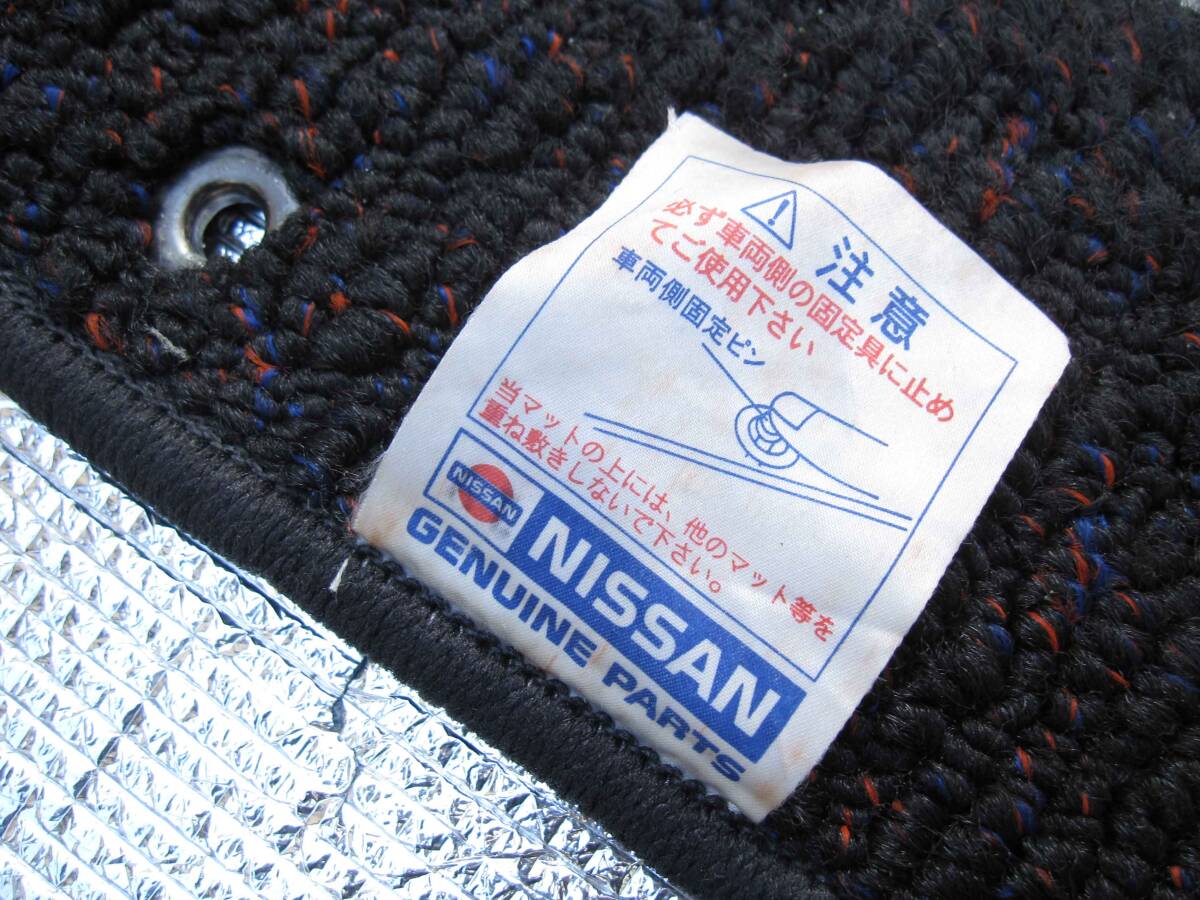 注意
必ず車両側の固定具に止め
てご使用下さい
車両側固定ピン
当マットの上には、他のマット等を
重ね敷きしないで下さい。
NISSAN
NISSAN
GENUINE PARTS